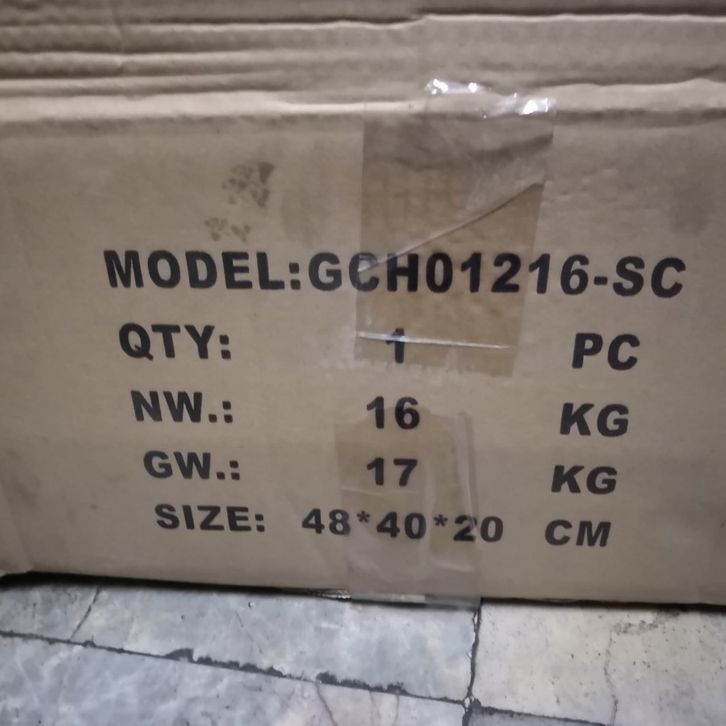 MODEL:GCH01216-SC
QTY: 1 PC
NW.: 16 KG
GW.: 17 KG
SIZE: 48*40*20 CM